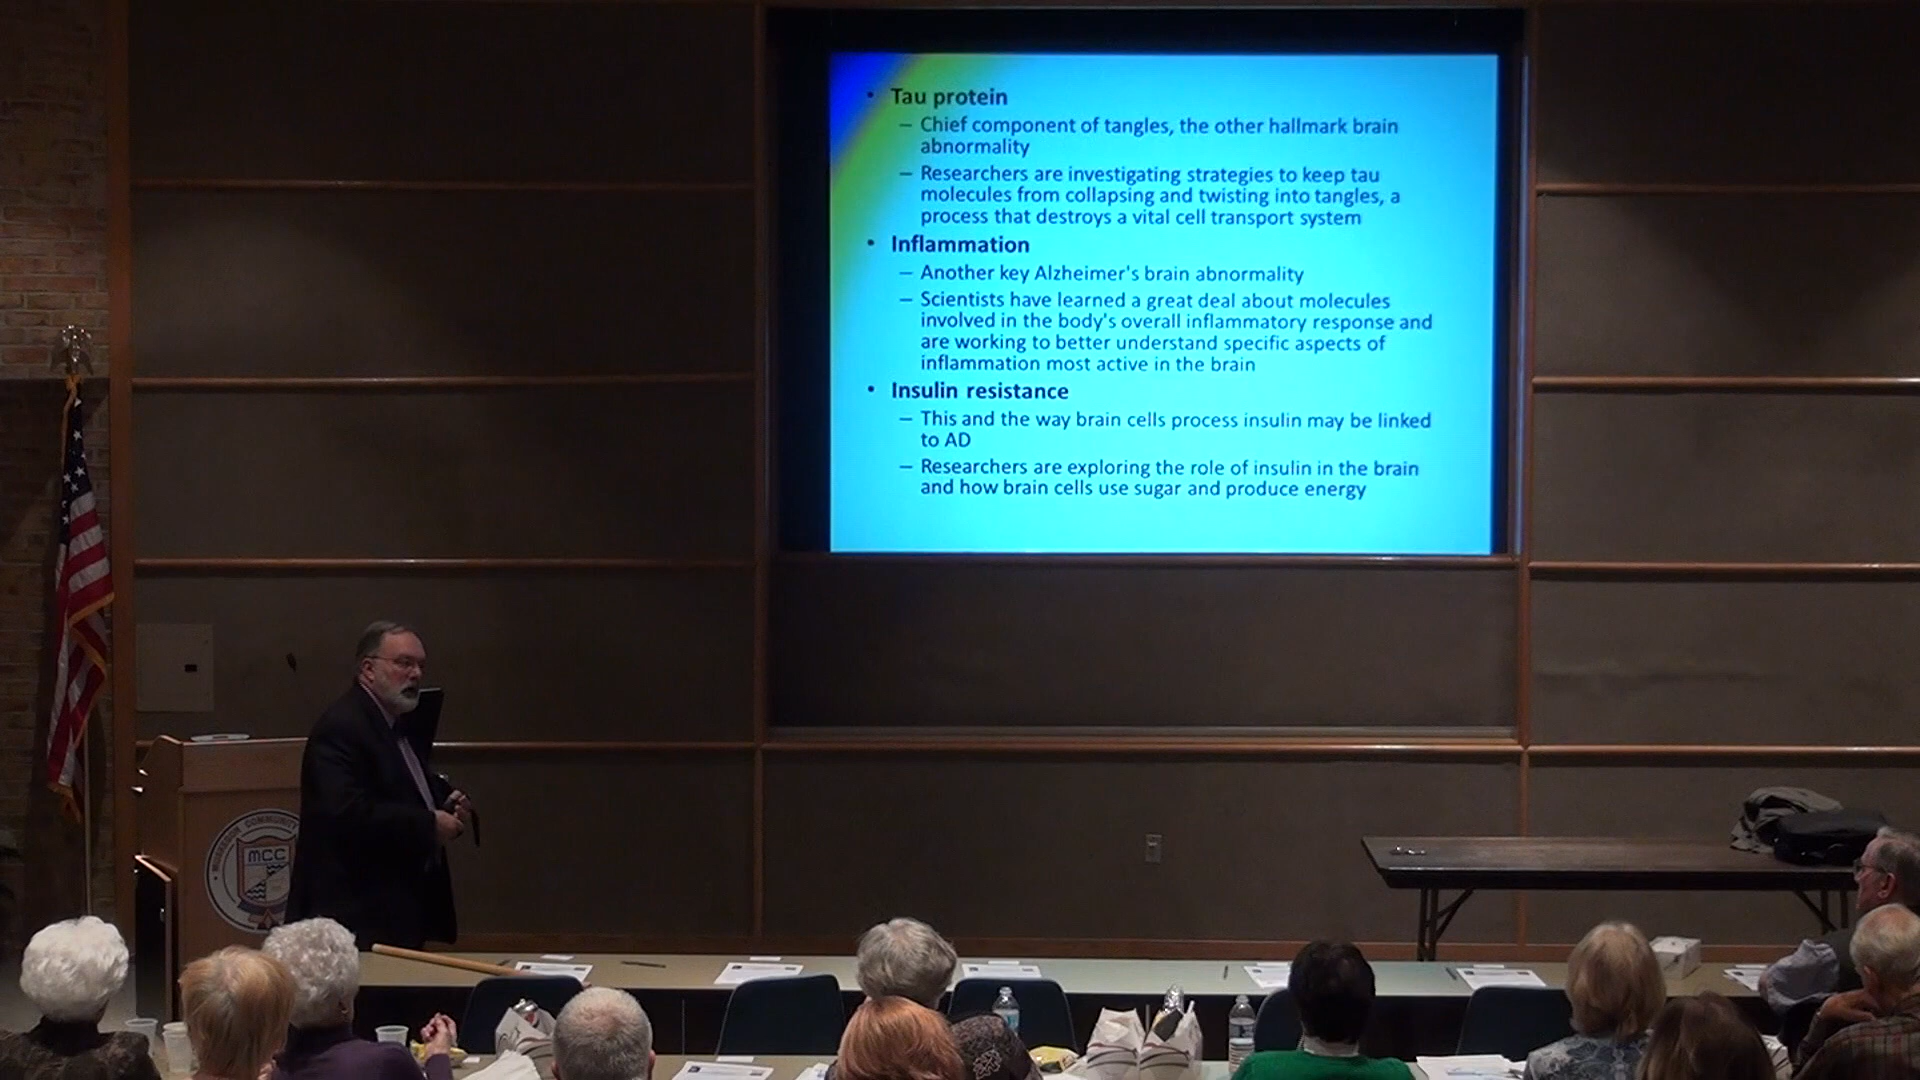 • Tau protein
– Chief component of tangles, the other hallmark brain
abnormality
– Researchers are investigating strategies to keep tau
molecules from collapsing and twisting into tangles, a
process that destroys a vital cell transport system
• Inflammation
– Another key Alzheimer's brain abnormality
– Scientists have learned a great deal about molecules
involved in the body's overall inflammatory response and
are working to better understand specific aspects of
inflammation most active in the brain
• Insulin resistance
– This and the way brain cells process insulin may be linked
to AD
– Researchers are exploring the role of insulin in the brain
and how brain cells use sugar and produce energy
MUSKEGON COMMUNITY
MCC